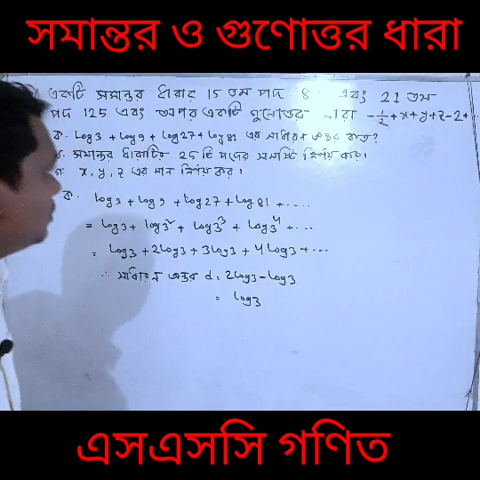 সমান্তর ও গুণোত্তর ধারা
একটি সমান্তর ধারার 15 তম পদ 8 এবং 21 তম
পদ 125 এবং অপর একটি গুনোত্তর ধারা -1/2+x+y+z-2+...
ক. log3 + log9 + log27 + log81 এর সাধারণ অন্তর কত?
সমান্তর ধারাটির 25 টি পদের সমষ্টি নির্ণয় কর।
x, y, z এর মান নির্ণয় কর।
ক. log3 + log9 + log27 + log81 + ....
= log3 + log3² + log3³ + log3⁴ + ....
= log3 + 2log3 + 3log3 + 4log3 + ...
∴ সাধারণ অন্তর d = 2log3 - log3
= log3
এসএসসি গণিত